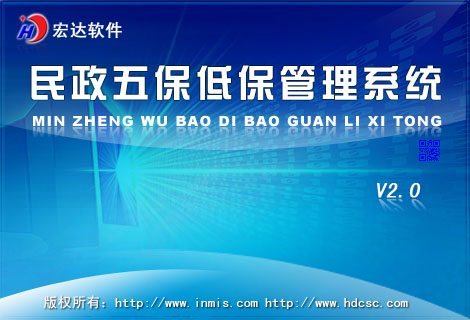 宏达软件
民政五保低保管理系统
MIN ZHENG WU BAO DI BAO GUAN LI XI TONG
V2.0
版权所有：http://www.inmis.com http://www.hdcsc.com